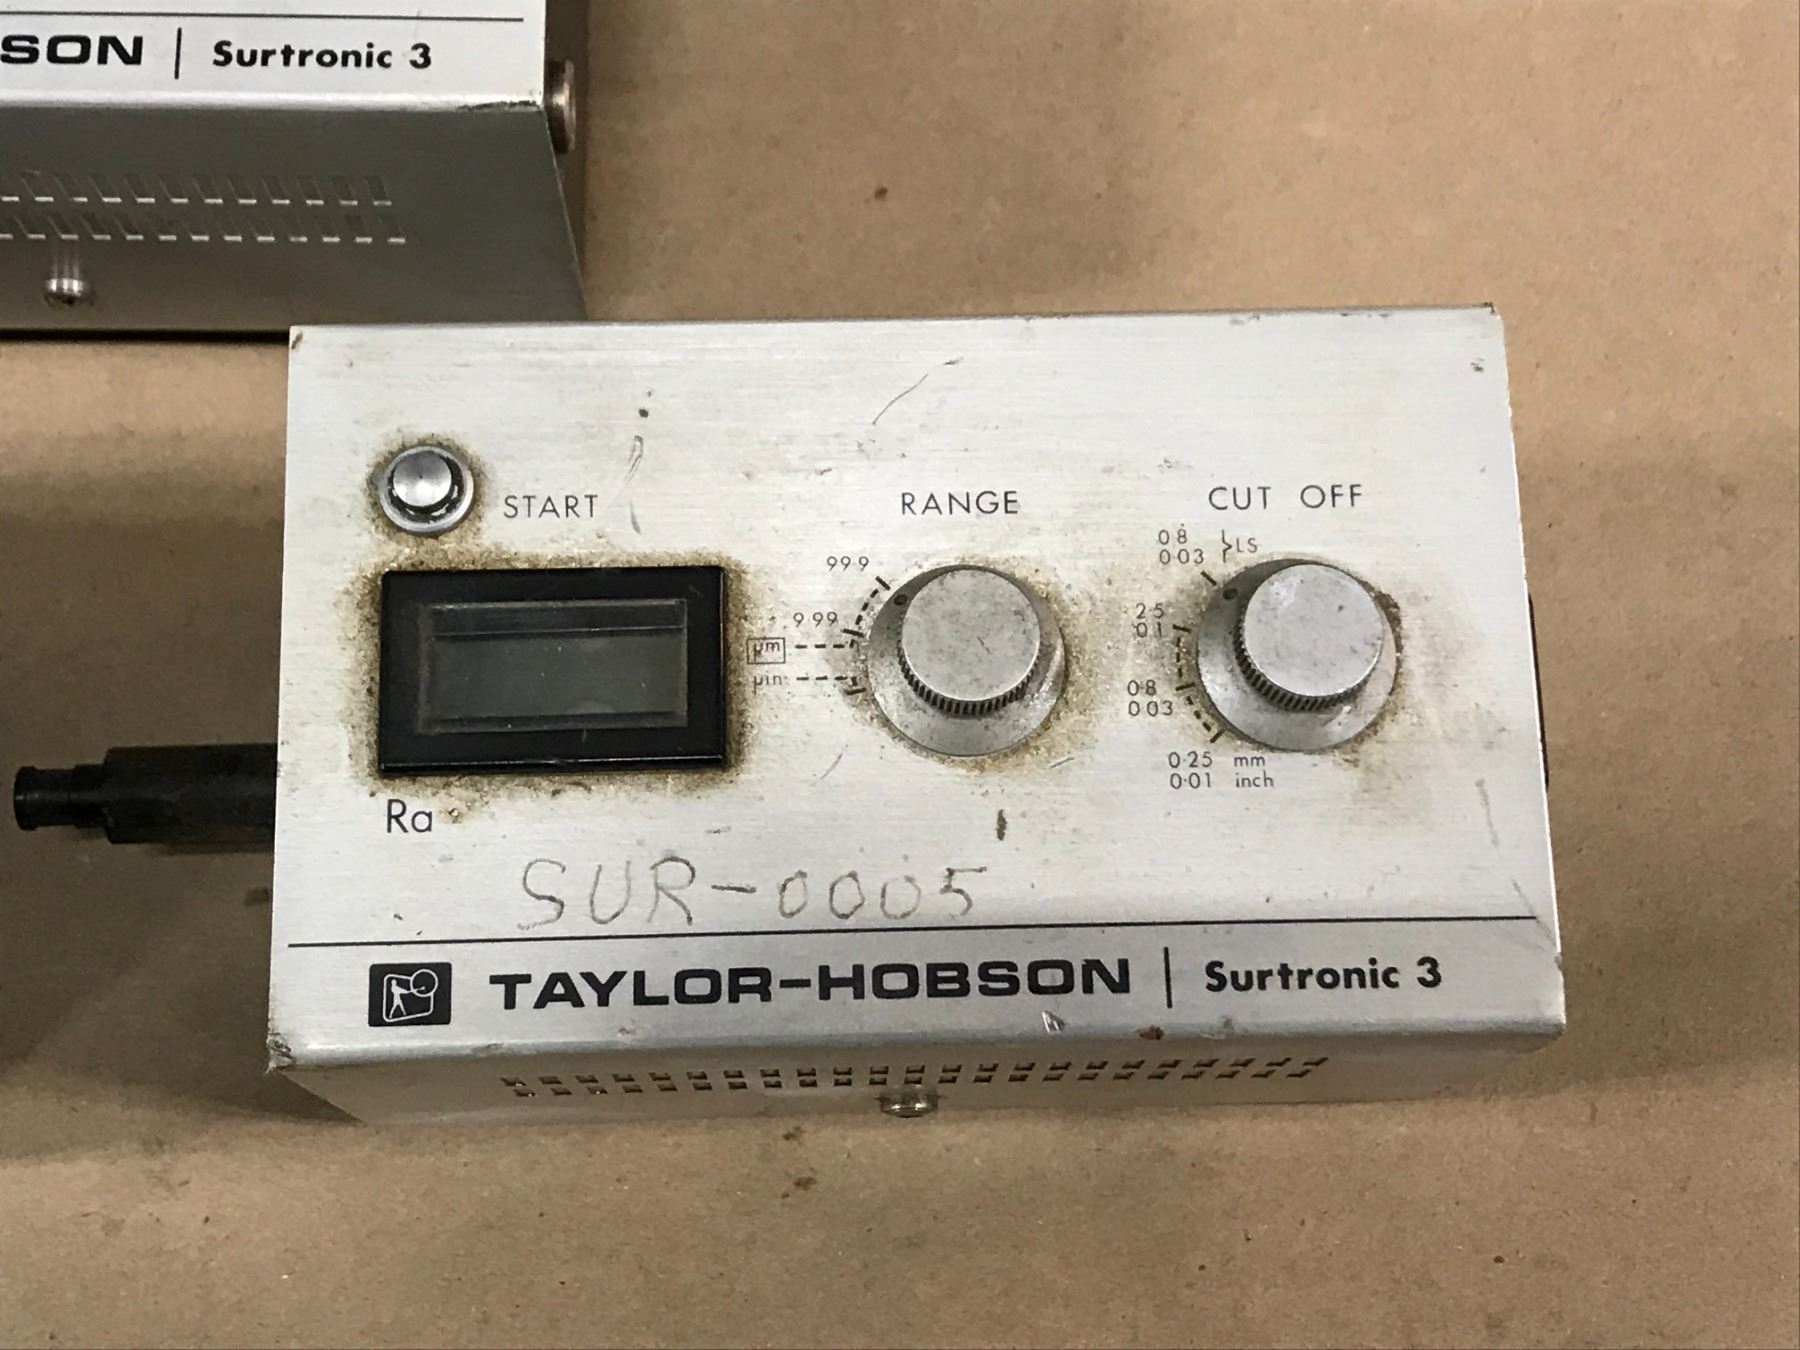 SON | Surtronic 3
START
RANGE
CUT OFF
99·9
9·99
µm
µin
0·8
0·03
LS
2·5
0·1
0·8
0·03
0·25 mm
0·01 inch
Ra
SUR-0005
TAYLOR-HOBSON | Surtronic 3